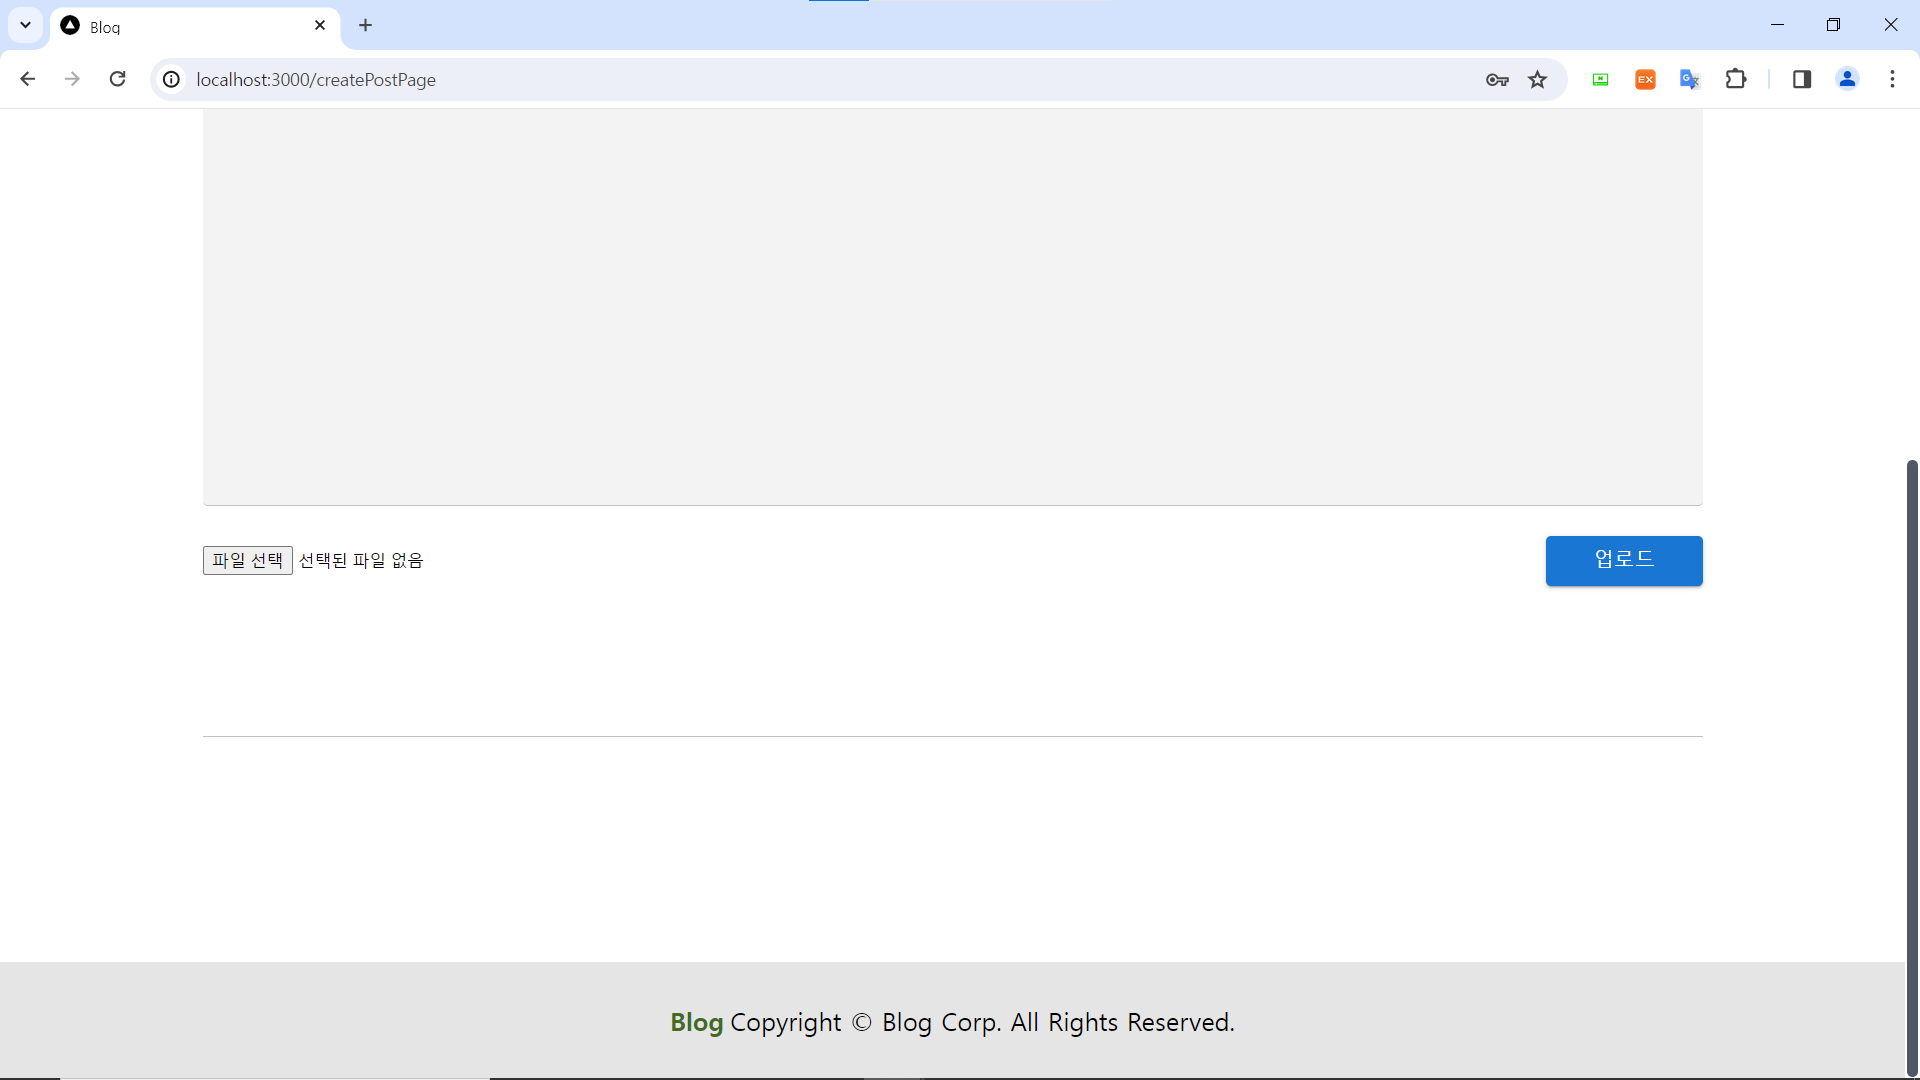 Blog
localhost:3000/createPostPage
EX
파일 선택 선택된 파일 없음
업로드
Blog Copyright © Blog Corp. All Rights Reserved.